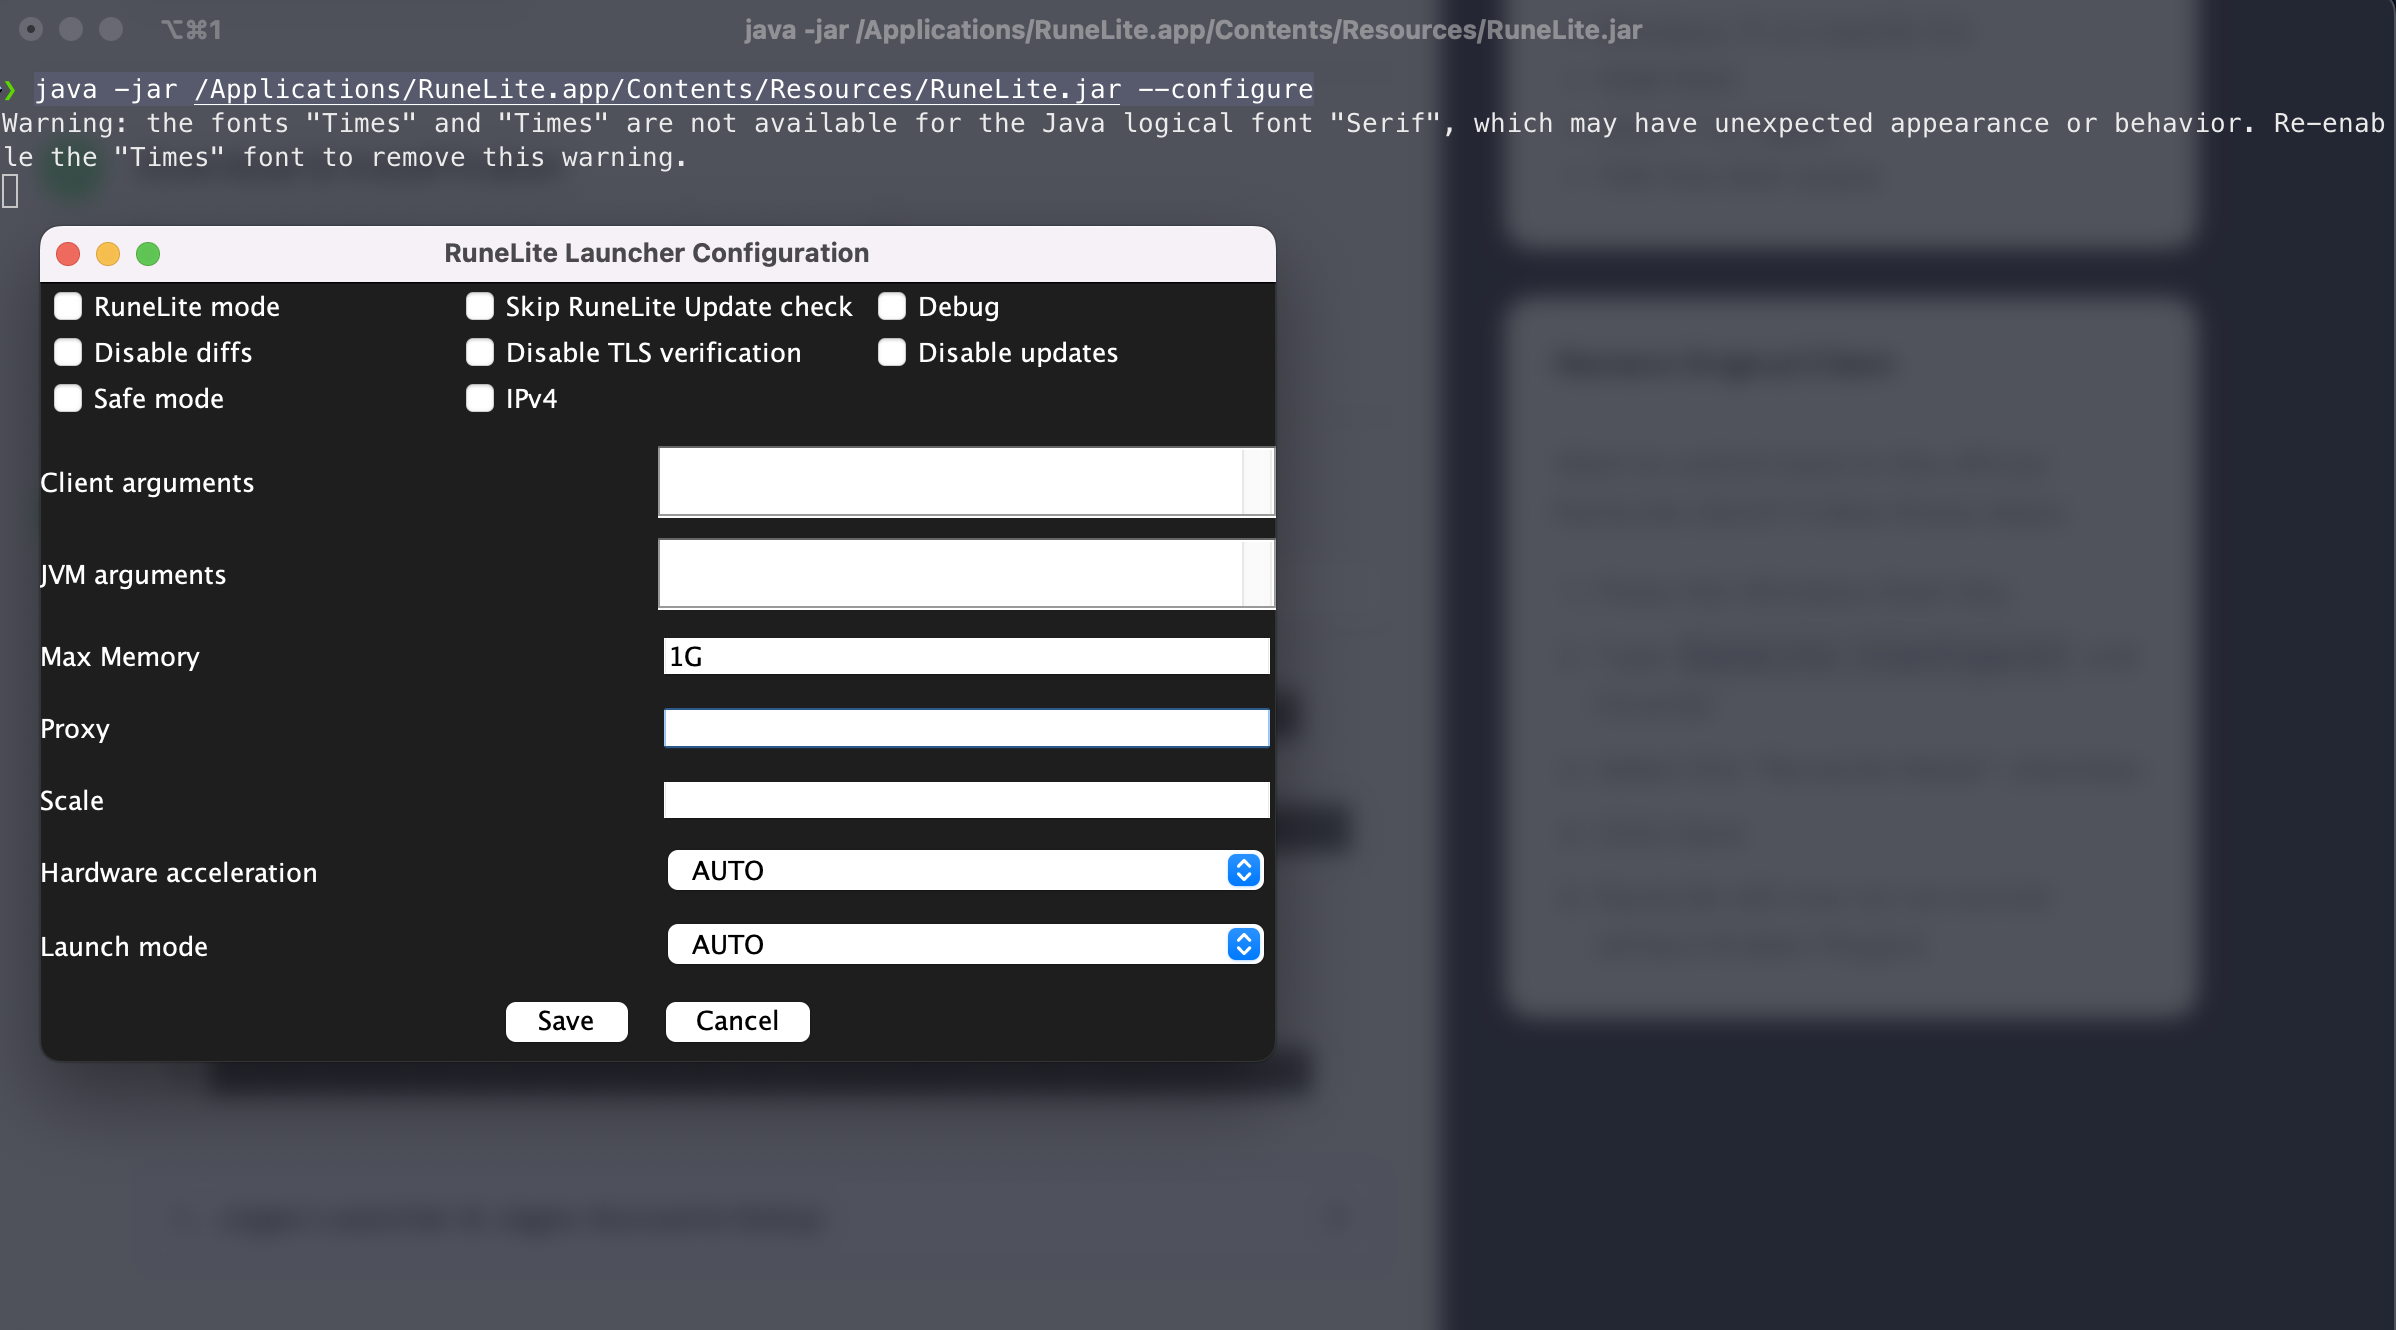 ⌥⌘1
java -jar /Applications/RuneLite.app/Contents/Resources/RuneLite.jar
❯ java -jar /Applications/RuneLite.app/Contents/Resources/RuneLite.jar --configure
Warning: the fonts "Times" and "Times" are not available for the Java logical font "Serif", which may have unexpected appearance or behavior. Re-enab
le the "Times" font to remove this warning.
RuneLite Launcher Configuration
RuneLite mode
Skip RuneLite Update check
Debug
Disable diffs
Disable TLS verification
Disable updates
Safe mode
IPv4
Client arguments
JVM arguments
Max Memory
1G
Proxy
Scale
Hardware acceleration
AUTO
Launch mode
AUTO
Save
Cancel